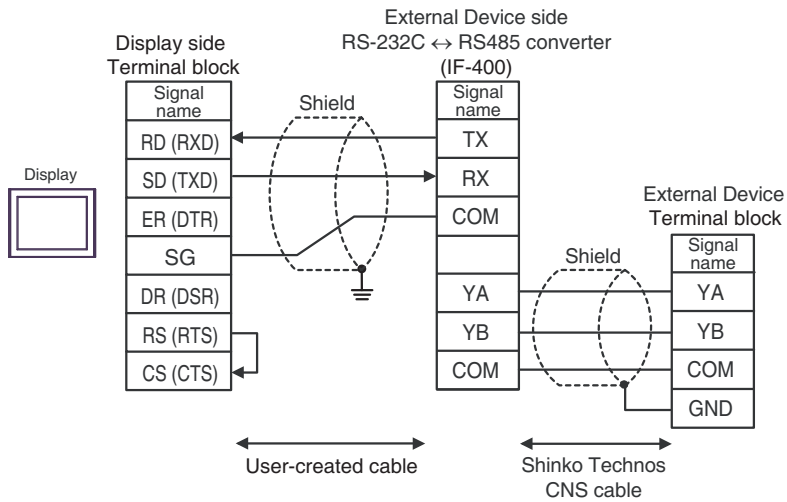 External Device side
RS-232C ↔ RS485 converter
(IF-400)
Display side
Terminal block
Signal
name
RD (RXD)
SD (TXD)
ER (DTR)
SG
DR (DSR)
RS (RTS)
CS (CTS)
Display
Shield
Signal
name
TX
RX
COM
YA
YB
COM
Shield
External Device
Terminal block
Signal
name
YA
YB
COM
GND
User-created cable
Shinko Technos
CNS cable